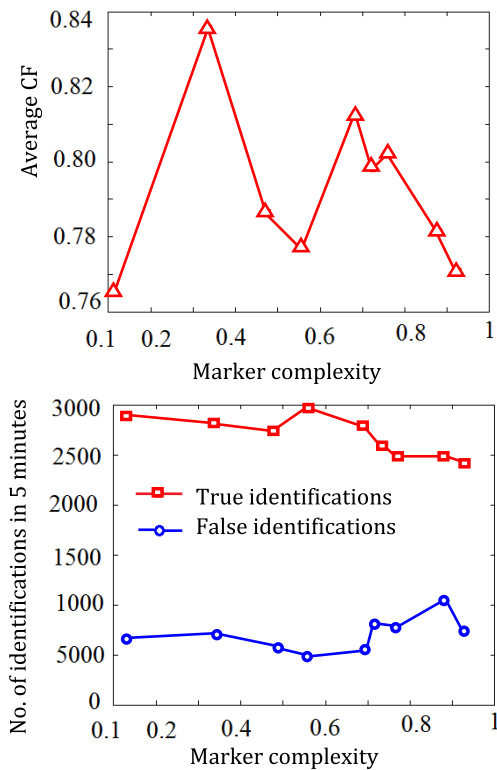 0.84
0.82
0.80
0.78
0.76
Average CF
0.1 0.2 0.4 0.6 0.8 1
Marker complexity
3000
2500
2000
1500
1000
5000
0
No. of identifications in 5 minutes
True identifications
False identifications
0.1 0.2 0.4 0.6 0.8 1
Marker complexity